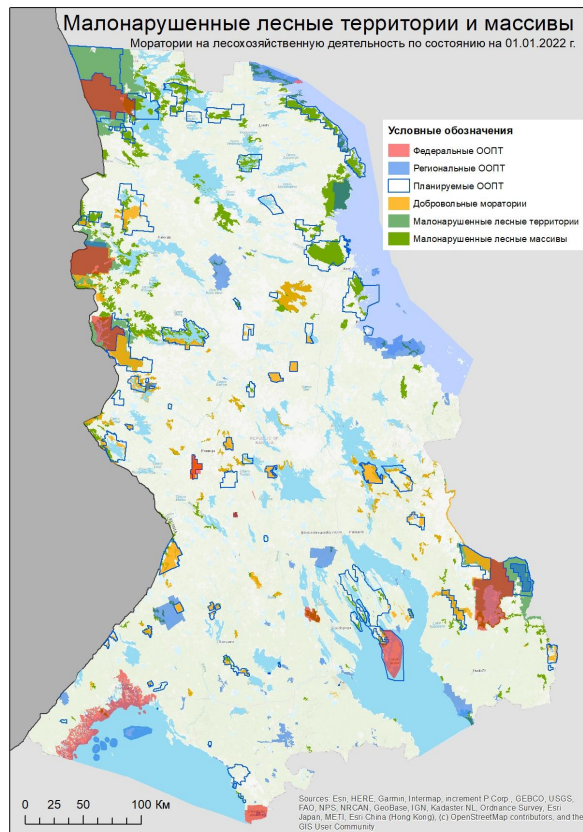 Малонарушенные лесные территории и массивы
Моратории на лесохозяйственную деятельность по состоянию на 01.01.2022 г.
Условные обозначения
Федеральные ООПТ
Региональные ООПТ
Планируемые ООПТ
Добровольные моратории
Малонарушенные лесные территории
Малонарушенные лесные массивы
0 25 50 100 Км
Sources: Esri, HERE, Garmin, Intermap, increment P Corp., GEBCO, USGS,
FAO, NPS, NRCAN, GeoBase, IGN, Kadaster NL, Ordnance Survey, Esri
Japan, METI, Esri China (Hong Kong), (c) OpenStreetMap contributors, and the
GIS User Community